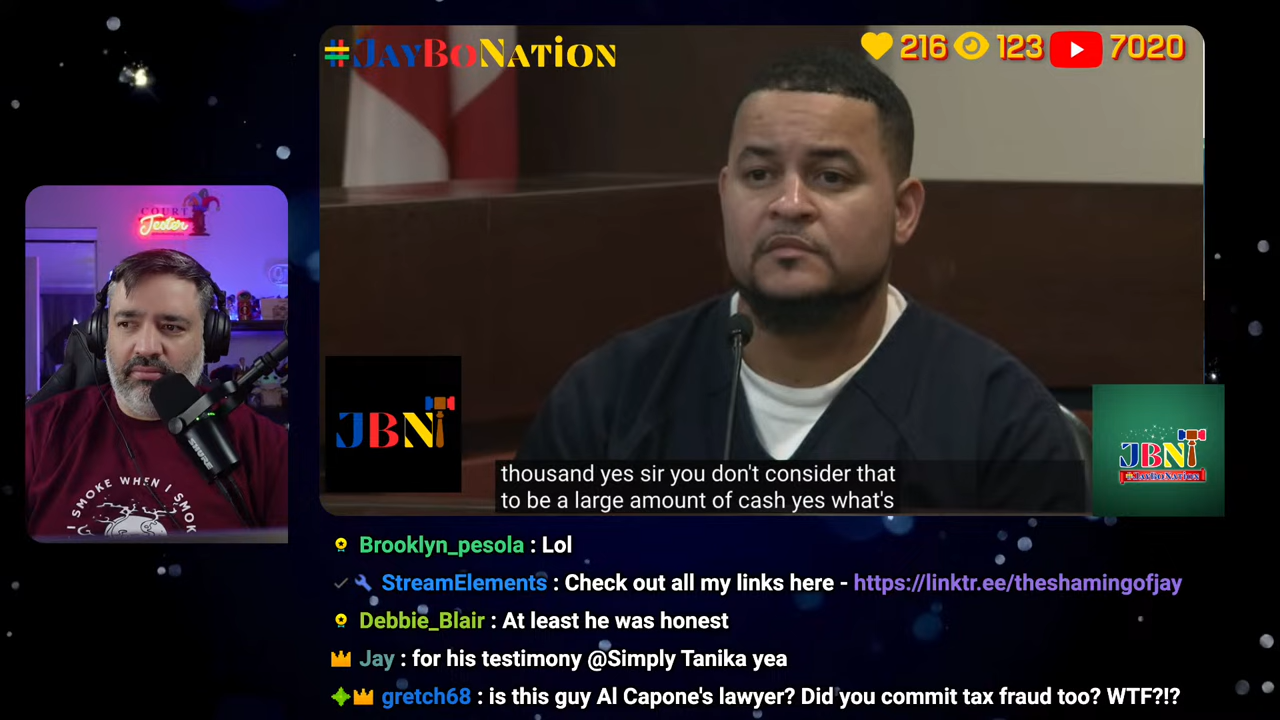 #JayBoNation
216 123 7020
COURT
Jester
I SMOKE WHEN I SMOK
SHURE
JBN
JBN
#JAYBONATION
thousand yes sir you don't consider that
to be a large amount of cash yes what's
Brooklyn_pesola : Lol
StreamElements : Check out all my links here - https://linktr.ee/theshamingofjay
Debbie_Blair : At least he was honest
Jay : for his testimony @Simply Tanika yea
gretch68 : is this guy Al Capone's lawyer? Did you commit tax fraud too? WTF?!?